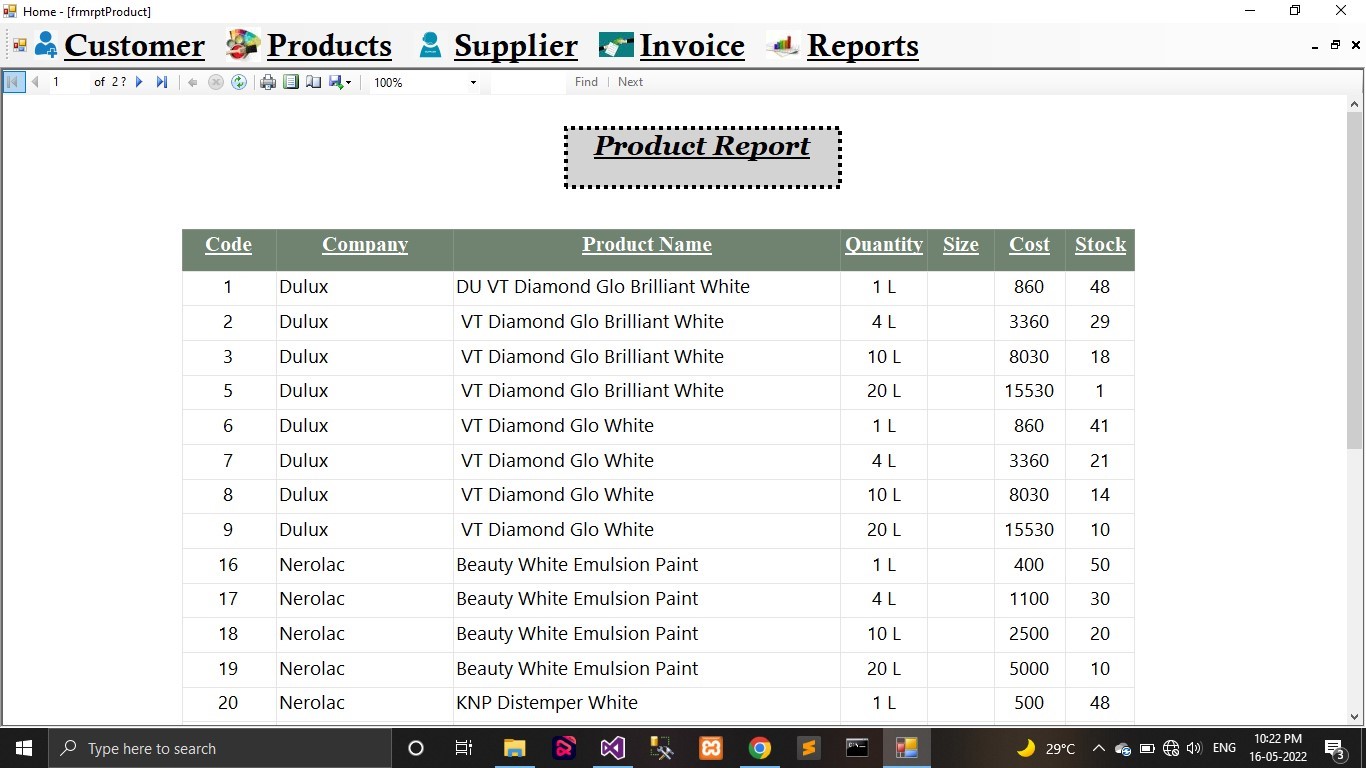 Home - [frmrptProduct]
Customer Products Supplier Invoice Reports
1 of 2 ? 100% Find | Next
Product Report
Code Company Product Name Quantity Size Cost Stock
1 Dulux DU VT Diamond Glo Brilliant White 1 L 860 48
2 Dulux VT Diamond Glo Brilliant White 4 L 3360 29
3 Dulux VT Diamond Glo Brilliant White 10 L 8030 18
5 Dulux VT Diamond Glo Brilliant White 20 L 15530 1
6 Dulux VT Diamond Glo White 1 L 860 41
7 Dulux VT Diamond Glo White 4 L 3360 21
8 Dulux VT Diamond Glo White 10 L 8030 14
9 Dulux VT Diamond Glo White 20 L 15530 10
16 Nerolac Beauty White Emulsion Paint 1 L 400 50
17 Nerolac Beauty White Emulsion Paint 4 L 1100 30
18 Nerolac Beauty White Emulsion Paint 10 L 2500 20
19 Nerolac Beauty White Emulsion Paint 20 L 5000 10
20 Nerolac KNP Distemper White 1 L 500 48
Type here to search 29°C ENG 10:22 PM
16-05-2022 3